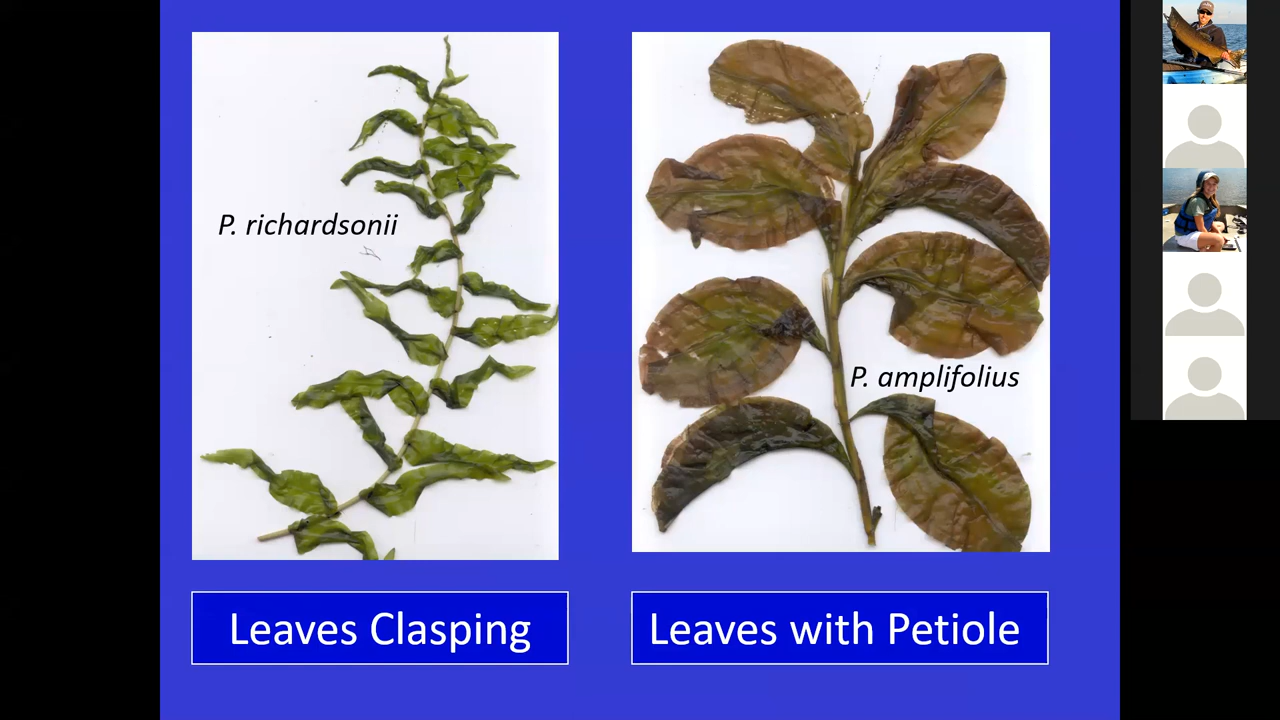 P. richardsonii
P. amplifolius
Leaves Clasping
Leaves with Petiole